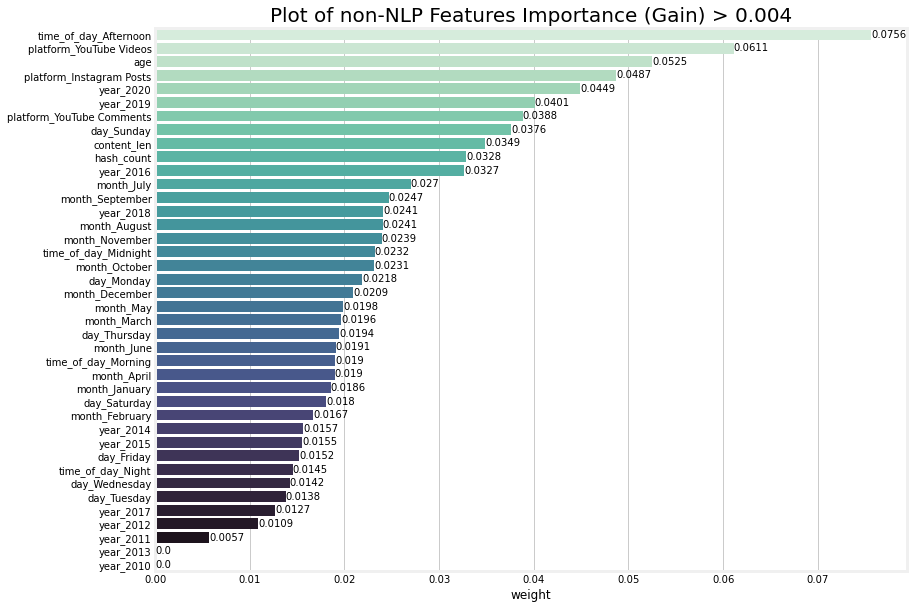 Plot of non-NLP Features Importance (Gain) > 0.004
time_of_day_Afternoon 0.0756
platform_YouTube Videos 0.0611
age 0.0525
platform_Instagram Posts 0.0487
year_2020 0.0449
year_2019 0.0401
platform_YouTube Comments 0.0388
day_Sunday 0.0376
content_len 0.0349
hash_count 0.0328
year_2016 0.0327
month_July 0.027
month_September 0.0247
year_2018 0.0241
month_August 0.0241
month_November 0.0239
time_of_day_Midnight 0.0232
month_October 0.0231
day_Monday 0.0218
month_December 0.0209
month_May 0.0198
month_March 0.0196
day_Thursday 0.0194
month_June 0.0191
time_of_day_Morning 0.019
month_April 0.019
month_January 0.0186
day_Saturday 0.018
month_February 0.0167
year_2014 0.0157
year_2015 0.0155
day_Friday 0.0152
time_of_day_Night 0.0145
day_Wednesday 0.0142
day_Tuesday 0.0138
year_2017 0.0127
year_2012 0.0109
year_2011 0.0057
year_2013 0.0
year_2010 0.0
0.00 0.01 0.02 0.03 0.04 0.05 0.06 0.07
weight